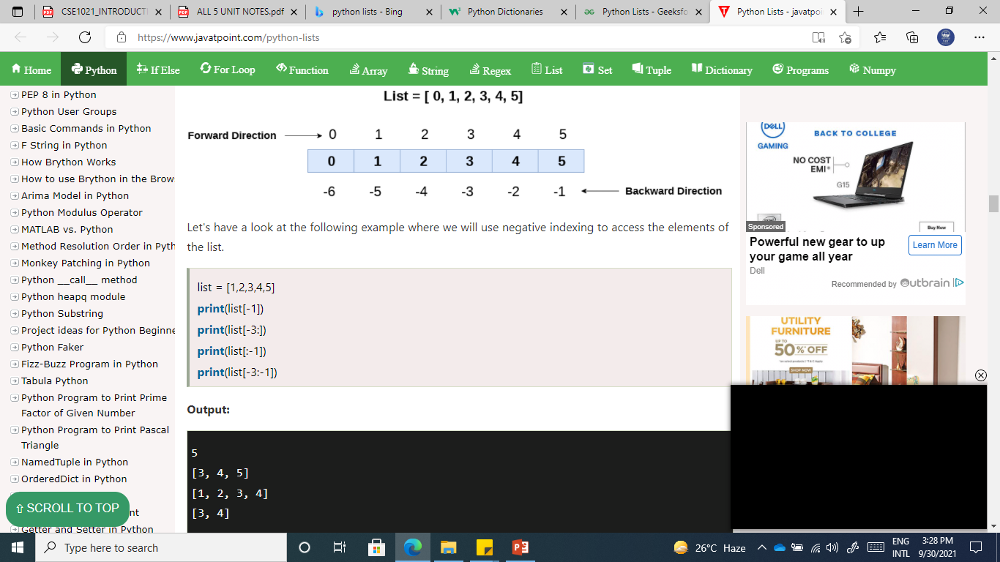 CSE1021_INTRODUCTI
ALL 5 UNIT NOTES.pdf
python lists - Bing
Python Dictionaries
Python Lists - Geeksfo
Python Lists - javatpoi
https://www.javatpoint.com/python-lists
Home Python If Else For Loop Function Array String Regex List Set Tuple Dictionary Programs Numpy
PEP 8 in Python
Python User Groups
Basic Commands in Python
F String in Python
How Brython Works
How to use Brython in the Brow
Arima Model in Python
Python Modulus Operator
MATLAB vs. Python
Method Resolution Order in Pyth
Monkey Patching in Python
Python __call__ method
Python heapq module
Python Substring
Project ideas for Python Beginne
Python Faker
Fizz-Buzz Program in Python
Tabula Python
Python Program to Print Prime
Factor of Given Number
Python Program to Print Pascal
Triangle
NamedTuple in Python
OrderedDict in Python
nt
Getter and Setter in Python
⇧ SCROLL TO TOP
List = [ 0, 1, 2, 3, 4, 5]
Forward Direction 0 1 2 3 4 5
0 1 2 3 4 5
-6 -5 -4 -3 -2 -1 Backward Direction
Let's have a look at the following example where we will use negative indexing to access the elements of
the list.
list = [1,2,3,4,5]
print(list[-1])
print(list[-3:])
print(list[:-1])
print(list[-3:-1])
Output:
5
[3, 4, 5]
[1, 2, 3, 4]
[3, 4]
DELL
GAMING
BACK TO COLLEGE
NO COST
EMI*
G15
intel
Buy Now
Sponsored
Powerful new gear to up
your game all year
Learn More
Dell
Recommended by Outbrain
UTILITY
FURNITURE
UP TO
50% OFF
SHOP NOW
Type here to search
26°C Haze
ENG
INTL
3:28 PM
9/30/2021